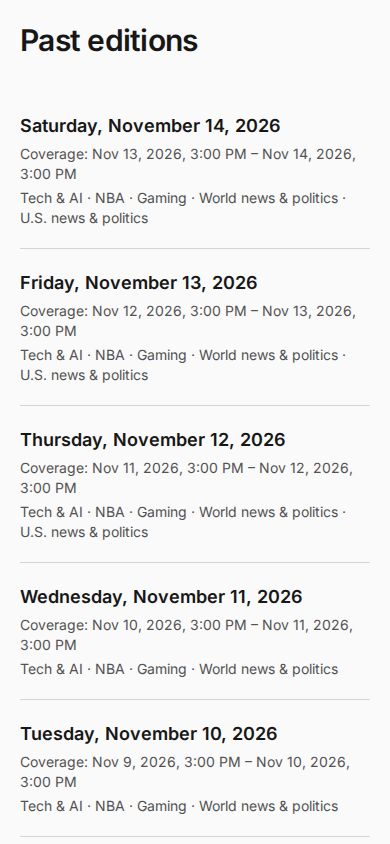 Past editions
Saturday, November 14, 2026
Coverage: Nov 13, 2026, 3:00 PM – Nov 14, 2026,
3:00 PM
Tech & AI · NBA · Gaming · World news & politics ·
U.S. news & politics
Friday, November 13, 2026
Coverage: Nov 12, 2026, 3:00 PM – Nov 13, 2026,
3:00 PM
Tech & AI · NBA · Gaming · World news & politics ·
U.S. news & politics
Thursday, November 12, 2026
Coverage: Nov 11, 2026, 3:00 PM – Nov 12, 2026,
3:00 PM
Tech & AI · NBA · Gaming · World news & politics ·
U.S. news & politics
Wednesday, November 11, 2026
Coverage: Nov 10, 2026, 3:00 PM – Nov 11, 2026,
3:00 PM
Tech & AI · NBA · Gaming · World news & politics
Tuesday, November 10, 2026
Coverage: Nov 9, 2026, 3:00 PM – Nov 10, 2026,
3:00 PM
Tech & AI · NBA · Gaming · World news & politics